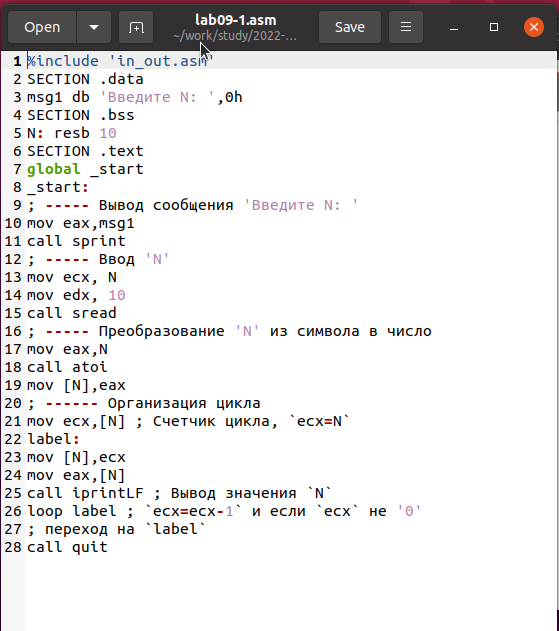 Open
lab09-1.asm
~/work/study/2022-...
Save
1 %include 'in_out.asm'
2 SECTION .data
3 msg1 db 'Введите N: ',0h
4 SECTION .bss
5 N: resb 10
6 SECTION .text
7 global _start
8 _start:
9 ; ----- Вывод сообщения 'Введите N: '
10 mov eax,msg1
11 call sprint
12 ; ----- Ввод 'N'
13 mov ecx, N
14 mov edx, 10
15 call sread
16 ; ----- Преобразование 'N' из символа в число
17 mov eax,N
18 call atoi
19 mov [N],eax
20 ; ------ Организация цикла
21 mov ecx,[N] ; Счетчик цикла, `ecx=N`
22 label:
23 mov [N],ecx
24 mov eax,[N]
25 call iprintLF ; Вывод значения `N`
26 loop label ; `ecx=ecx-1` и если `ecx` не '0'
27 ; переход на `label`
28 call quit